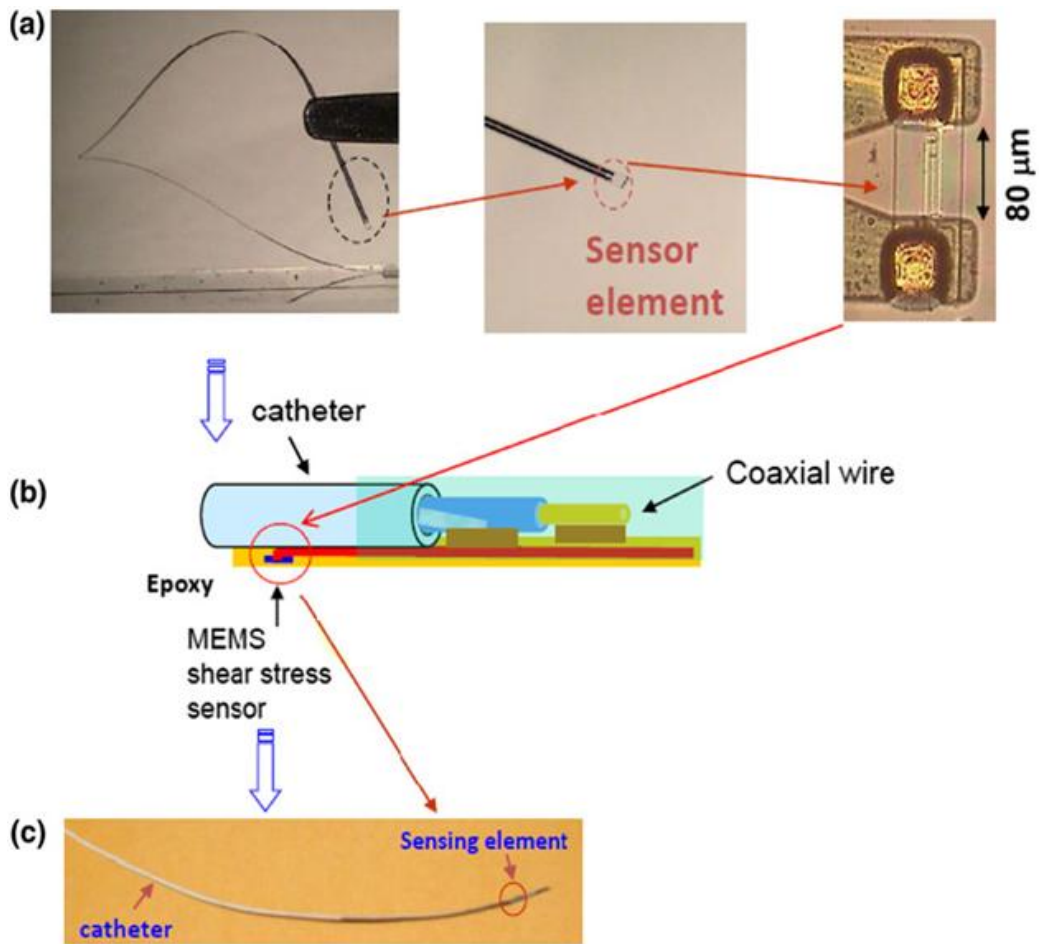 (a)
Sensor
element
80 μm
catheter
(b)
Coaxial wire
Epoxy
MEMS
shear stress
sensor
(c)
Sensing element
catheter